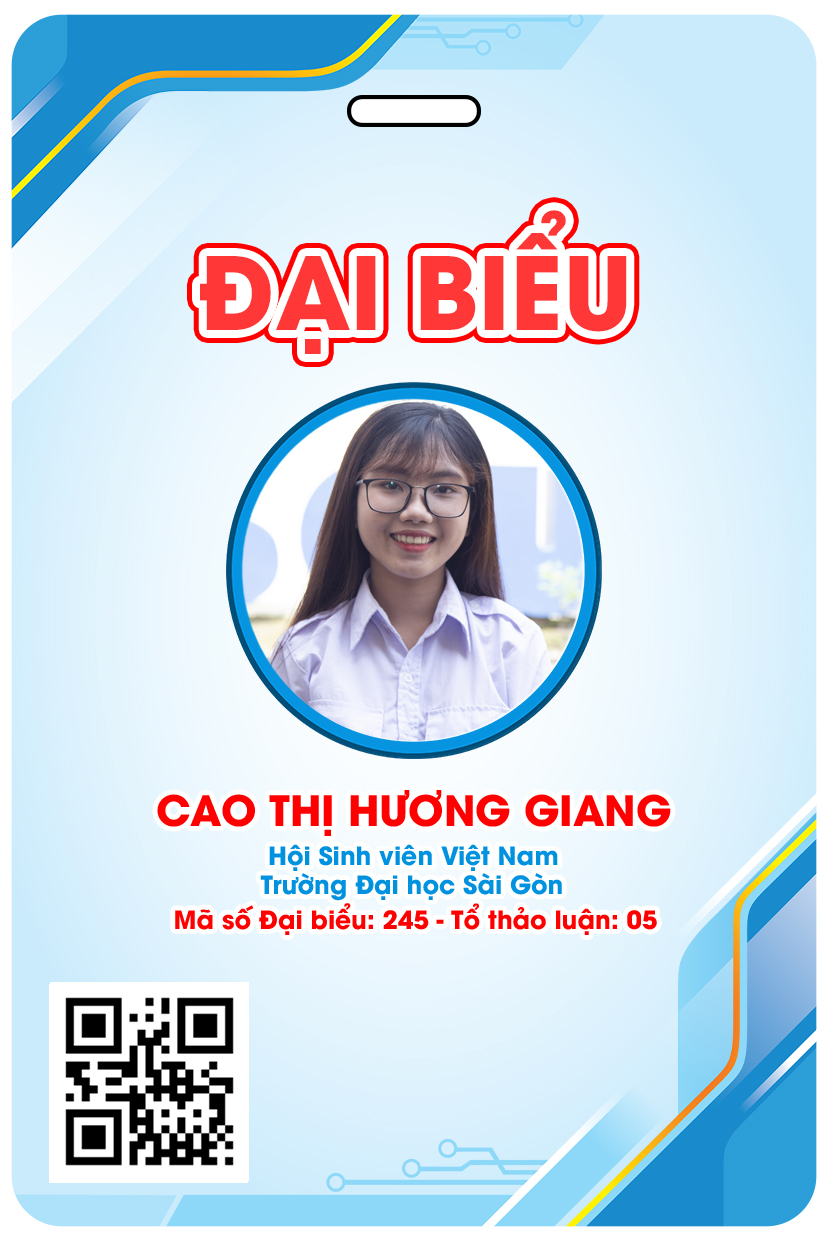 ĐẠI BIỂU
CAO THỊ HƯƠNG GIANG
Hội Sinh viên Việt Nam
Trường Đại học Sài Gòn
Mã số Đại biểu: 245 - Tổ thảo luận: 05